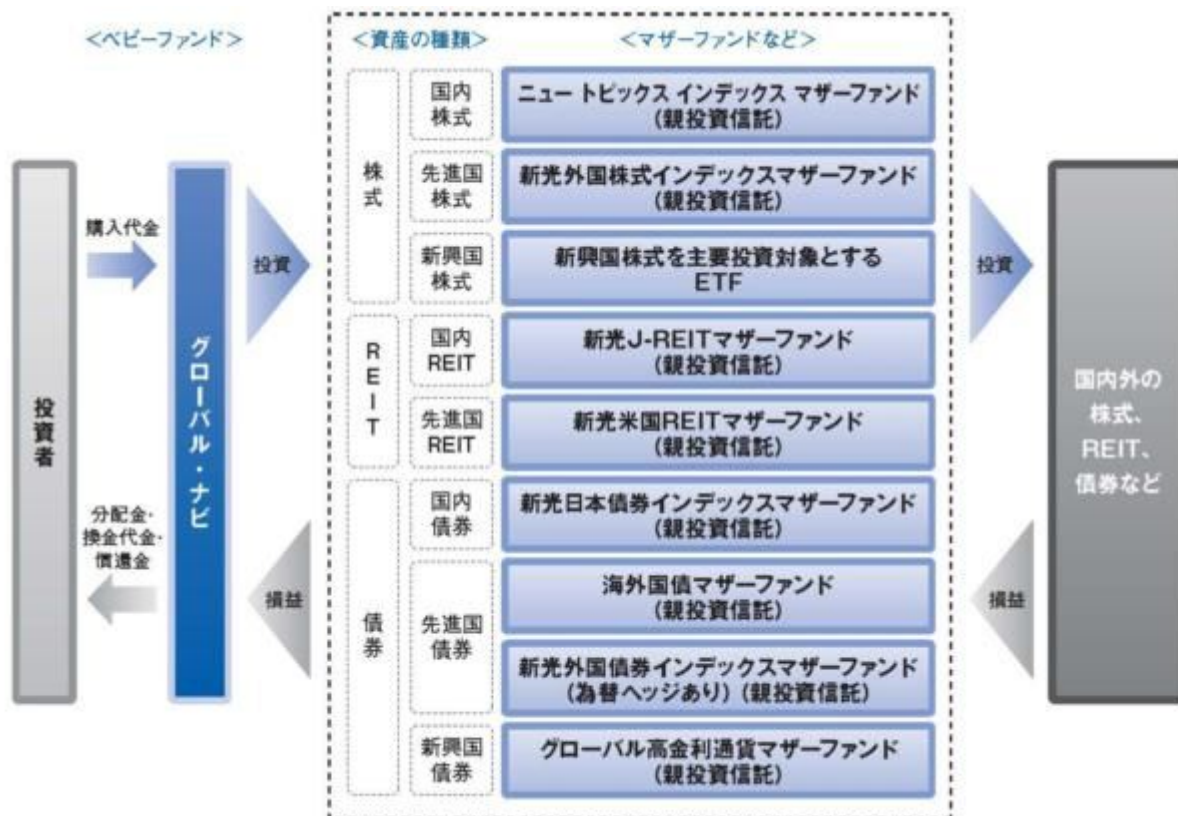 ＜ベビーファンド＞
＜資産の種類＞
＜マザーファンドなど＞
投資者
購入代金
分配金・
換金代金・
償還金
グローバル・ナビ
投資
損益
株式
国内
株式
ニュー トピックス インデックス マザーファンド
(親投資信託)
先進国
株式
新光外国株式インデックスマザーファンド
(親投資信託)
新興国
株式
新興国株式を主要投資対象とする
ETF
REIT
国内
REIT
新光J-REITマザーファンド
(親投資信託)
先進国
REIT
新光米国REITマザーファンド
(親投資信託)
債券
国内
債券
新光日本債券インデックスマザーファンド
(親投資信託)
先進国
債券
海外国債マザーファンド
(親投資信託)
新光外国債券インデックスマザーファンド
(為替ヘッジあり) (親投資信託)
新興国
債券
グローバル高金利通貨マザーファンド
(親投資信託)
投資
損益
国内外の
株式、
REIT、
債券など